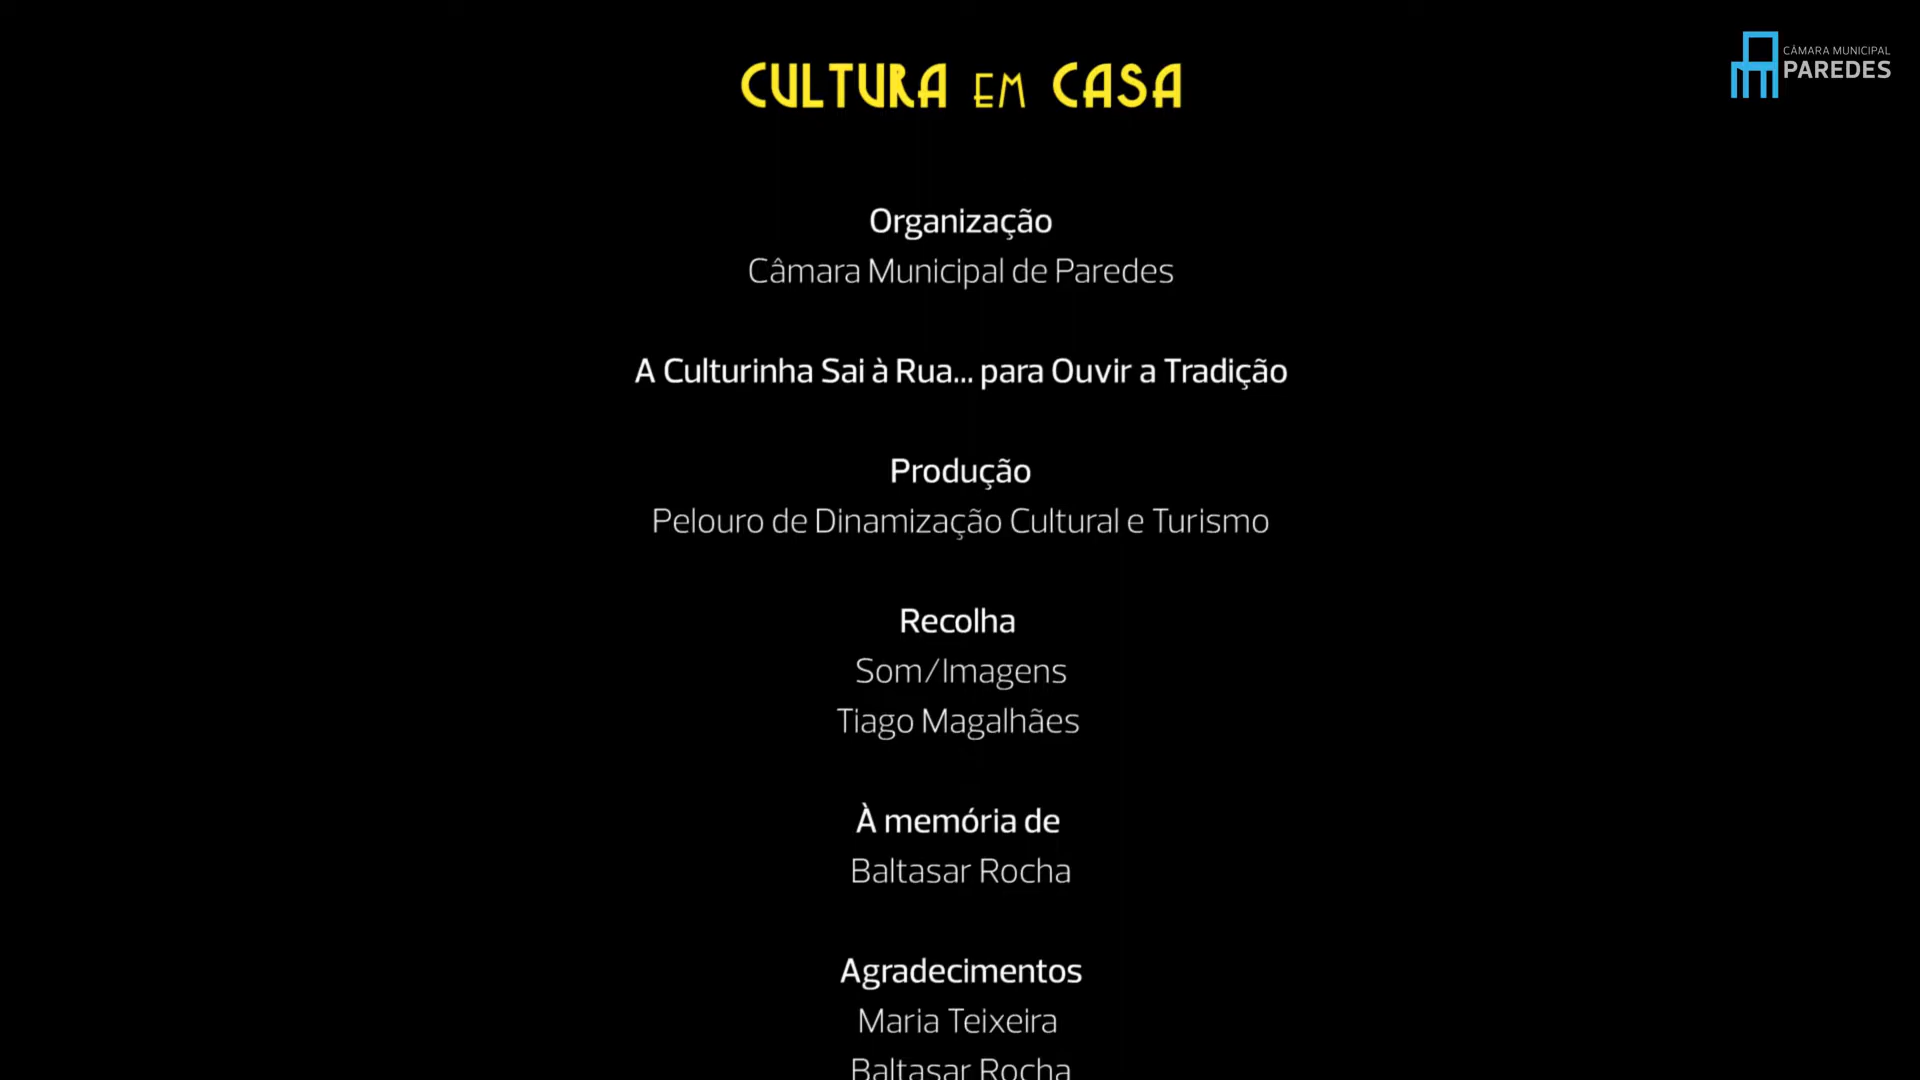 CULTURA EM CASA
CÂMARA MUNICIPAL
PAREDES
Organização
Câmara Municipal de Paredes
A Culturinha Sai à Rua... para Ouvir a Tradição
Produção
Pelouro de Dinamização Cultural e Turismo
Recolha
Som/Imagens
Tiago Magalhães
À memória de
Baltasar Rocha
Agradecimentos
Maria Teixeira
Baltasar Rocha